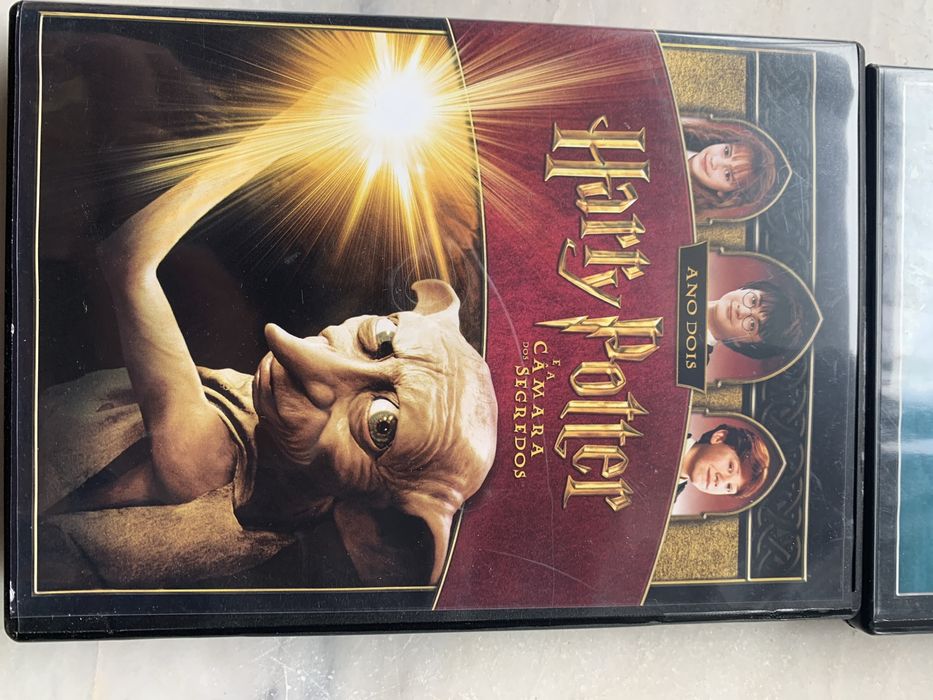 ANO DOIS
Harry Potter
E A
CÂMARA
DOS SEGREDOS